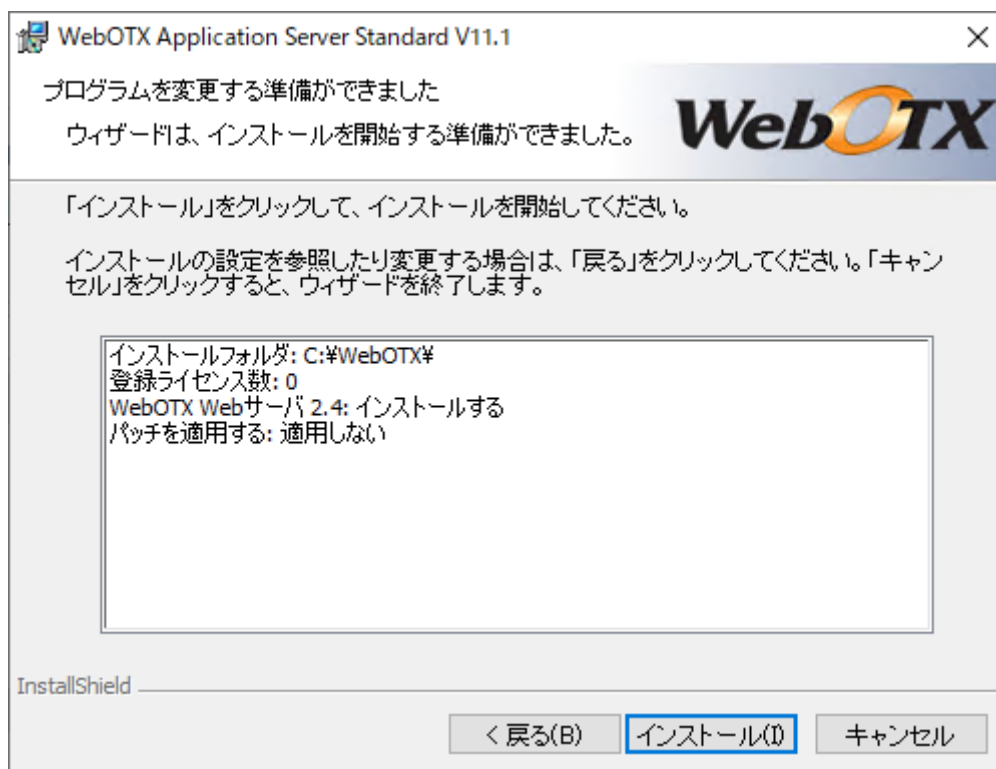 WebOTX Application Server Standard V11.1
プログラムを変更する準備ができました
ウィザードは、インストールを開始する準備ができました。
WebOTX
「インストール」をクリックして、インストールを開始してください。
インストールの設定を参照したり変更する場合は、「戻る」をクリックしてください。「キャン
セル」をクリックすると、ウィザードを終了します。
インストールフォルダ: C:¥WebOTX¥
登録ライセンス数: 0
WebOTX Webサーバ 2.4: インストールする
パッチを適用する: 適用しない
InstallShield
< 戻る(B) インストール(I) キャンセル